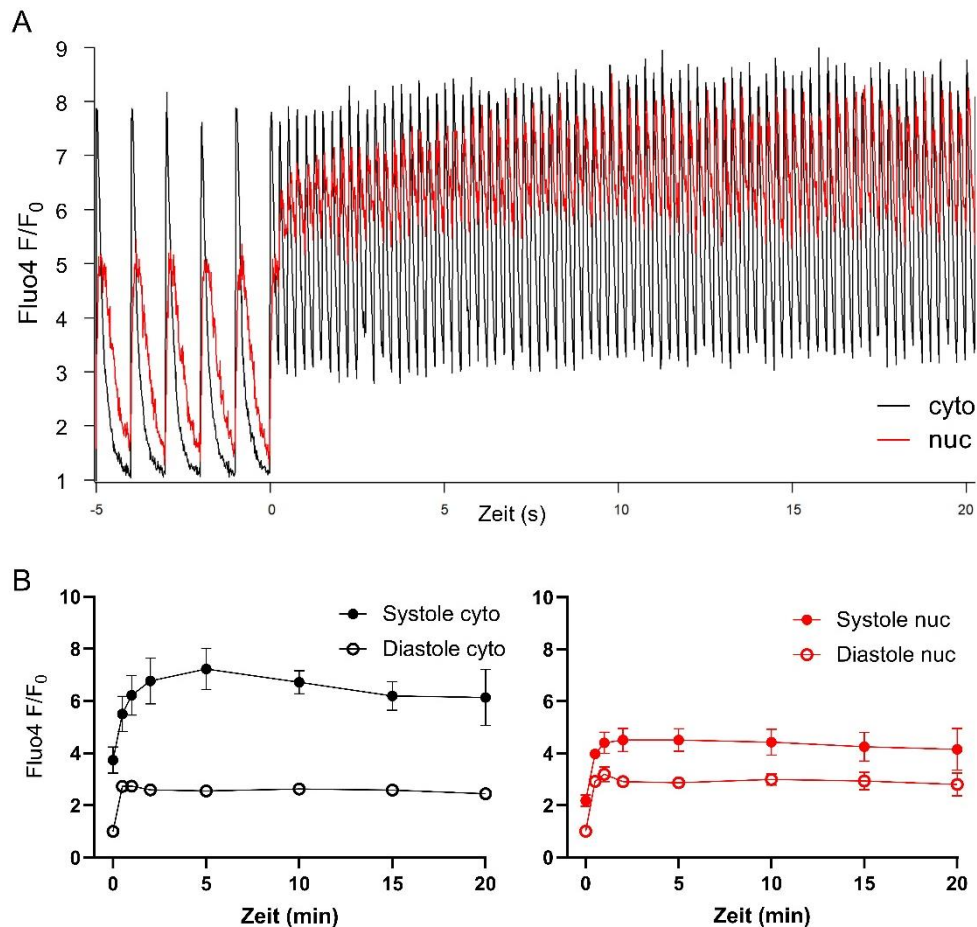 A
9
8
7
6
5
4
3
2
1
Fluo4 F/F0
-5
0
5
10
15
20
Zeit (s)
cyto
nuc
B
10
8
6
4
2
0
Fluo4 F/F0
0
5
10
15
20
Zeit (min)
Systole cyto
Diastole cyto
10
8
6
4
2
0
0
5
10
15
20
Zeit (min)
Systole nuc
Diastole nuc